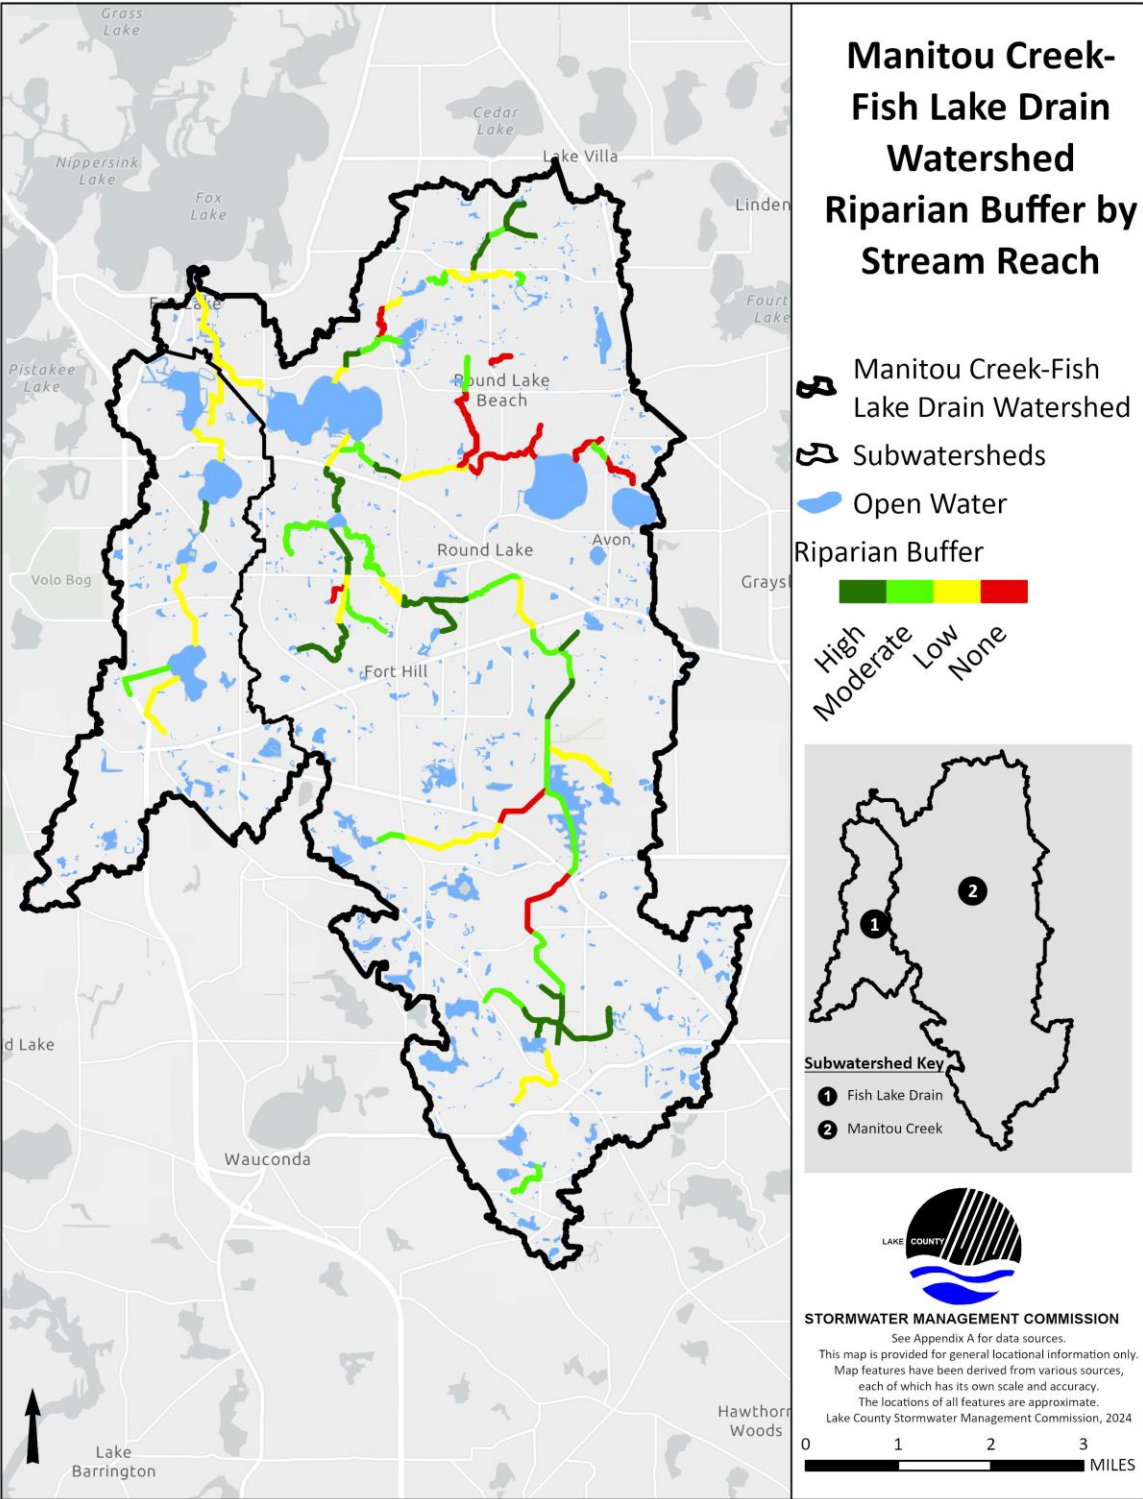 Grass
Lake
Cedar
Lake
Lake Villa
Nippersink
Lake
Fox
Lake
Linden
Fox Lake
Fourt
Lake
Pistakee
Lake
Round Lake
Beach
Round Lake
Avon
Volo Bog
Graysl
Fort Hill
d Lake
Wauconda
Hawthorn
Woods
Lake
Barrington
Manitou Creek-
Fish Lake Drain
Watershed
Riparian Buffer by
Stream Reach
Manitou Creek-Fish
Lake Drain Watershed
Subwatersheds
Open Water
Riparian Buffer
High
Moderate
Low
None
1
2
Subwatershed Key
1 Fish Lake Drain
2 Manitou Creek
LAKE COUNTY
STORMWATER MANAGEMENT COMMISSION
See Appendix A for data sources.
This map is provided for general locational information only.
Map features have been derived from various sources,
each of which has its own scale and accuracy.
The locations of all features are approximate.
Lake County Stormwater Management Commission, 2024
0 1 2 3
MILES